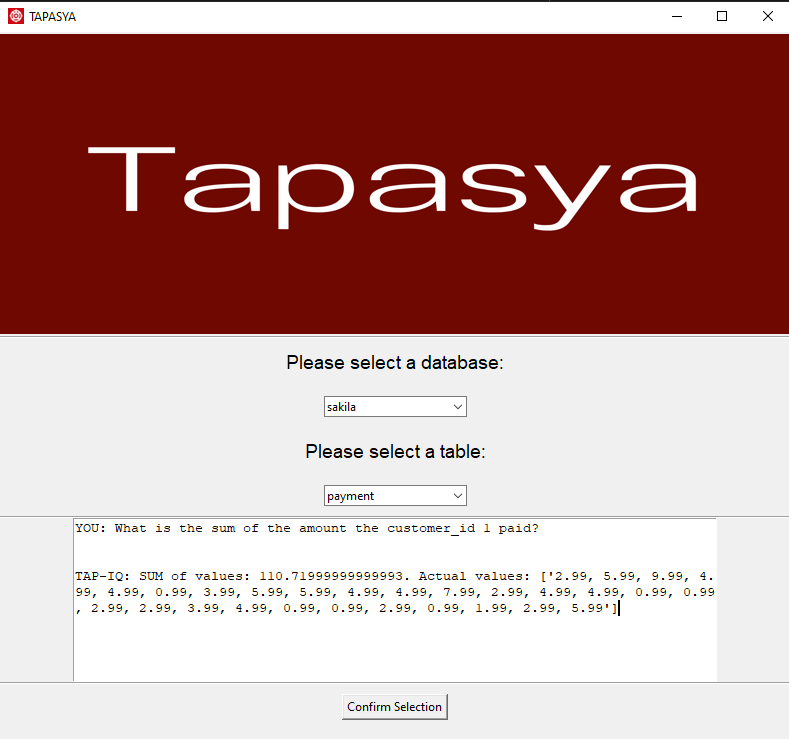 TAPASYA
Tapasya
Please select a database:
sakila
Please select a table:
payment
YOU: What is the sum of the amount the customer_id 1 paid?
TAP-IQ: SUM of values: 110.71999999999993. Actual values: ['2.99, 5.99, 9.99, 4.
99, 4.99, 0.99, 3.99, 5.99, 5.99, 4.99, 4.99, 7.99, 2.99, 4.99, 4.99, 0.99, 0.99
, 2.99, 2.99, 3.99, 4.99, 0.99, 0.99, 2.99, 0.99, 1.99, 2.99, 5.99']
Confirm Selection